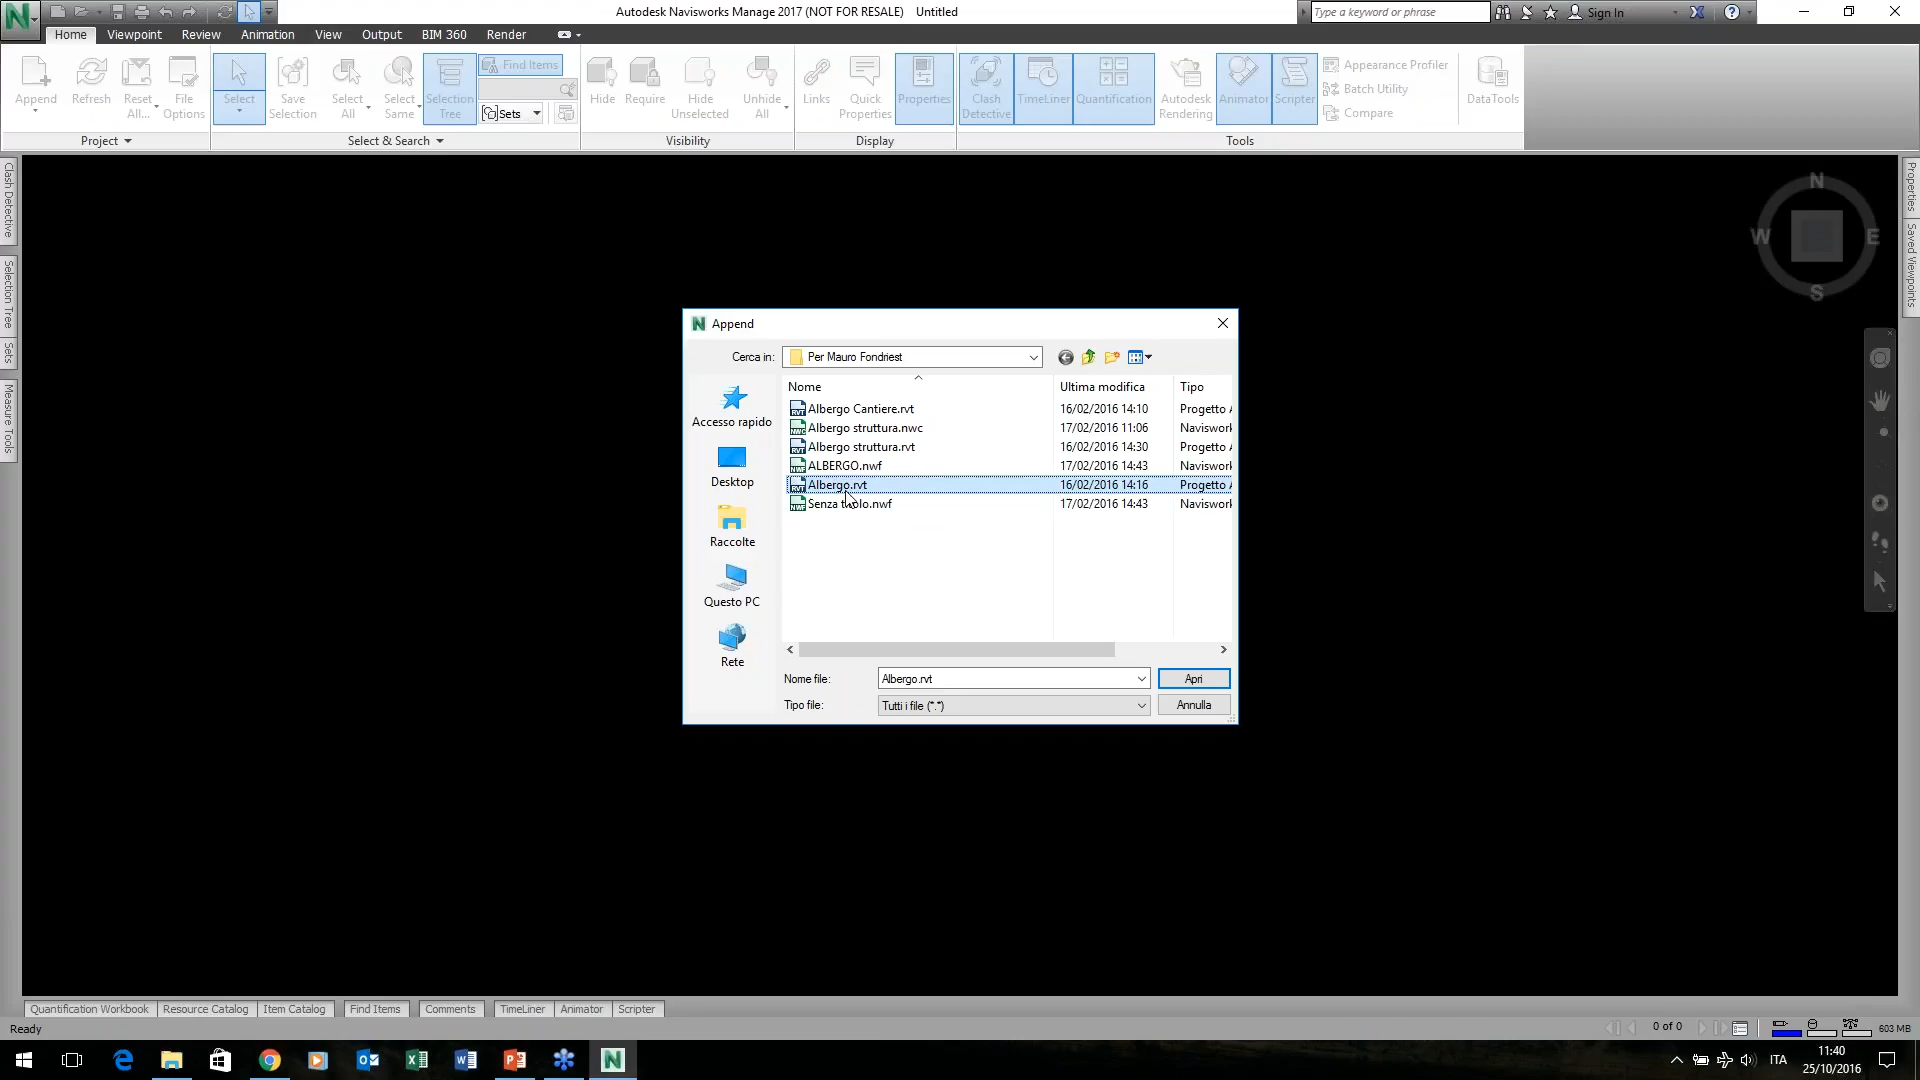 Autodesk Navisworks Manage 2017 (NOT FOR RESALE) Untitled
Type a keyword or phrase
Sign In
Home Viewpoint Review Animation View Output BIM 360 Render
Append
Refresh
Reset All...
File Options
Select
Save Selection
Select All
Select Same
Selection Tree
Find Items
Sets
Hide
Require
Hide Unselected
Unhide All
Links
Quick Properties
Properties
Clash Detective
TimeLiner
Quantification
Autodesk Rendering
Animator
Scripter
Appearance Profiler
Batch Utility
Compare
DataTools
Project
Select & Search
Visibility
Display
Tools
Clash Detective
Selection Tree
Sets
Measure Tools
Properties
Saved Viewpoints
N
W
E
S
Append
Cerca in: Per Mauro Fondriest
Nome Ultima modifica Tipo
Albergo Cantiere.rvt 16/02/2016 14:10 Progetto A
Albergo struttura.nwc 17/02/2016 11:06 Naviswork
Albergo struttura.rvt 16/02/2016 14:30 Progetto A
ALBERGO.nwf 17/02/2016 14:43 Naviswork
Albergo.rvt 16/02/2016 14:16 Progetto A
Senza .nwf 17/02/2016 14:43 Naviswork
Accesso rapido
Desktop
Raccolte
Questo PC
Rete
Nome file: Albergo.rvt Apri
Tipo file: Tutti i file (*.*) Annulla
Quantification Workbook Resource Catalog Item Catalog Find Items Comments TimeLiner Animator Scripter
Ready
0 of 0
603 MB
ITA
11:40
25/10/2016